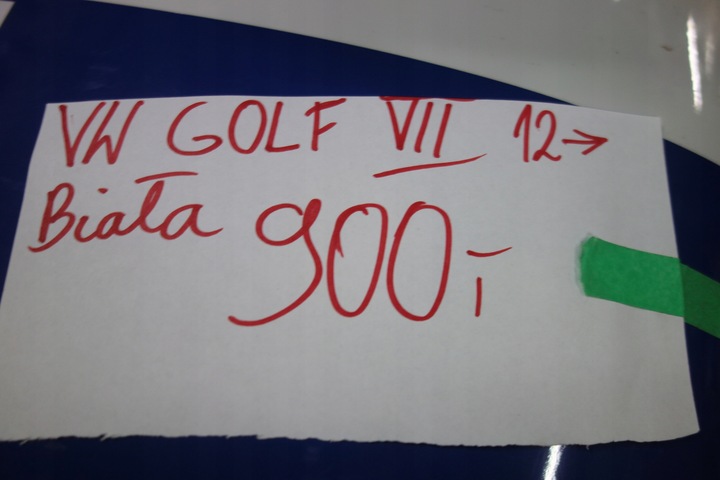 VW GOLF VII 12→
Biała 900,-